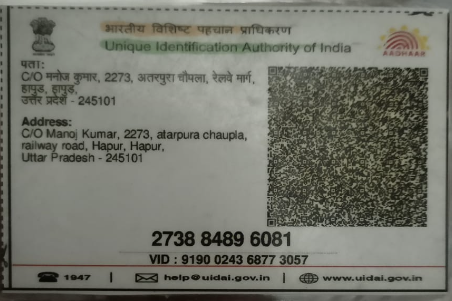 भारतीय विशिष्ट पहचान प्राधिकरण
Unique Identification Authority of India
AADHAAR
पता:
C/O मनोज कुमार, 2273, अतरपुरा चौपला, रेलवे मार्ग,
हापुड़, हापुड़,
उत्तर प्रदेश - 245101
Address:
C/O Manoj Kumar, 2273, atarpura chaupla,
railway road, Hapur, Hapur,
Uttar Pradesh - 245101
2738 8489 6081
VID : 9190 0243 6877 3057
1947
help@uidai.gov.in
www.uidai.gov.in